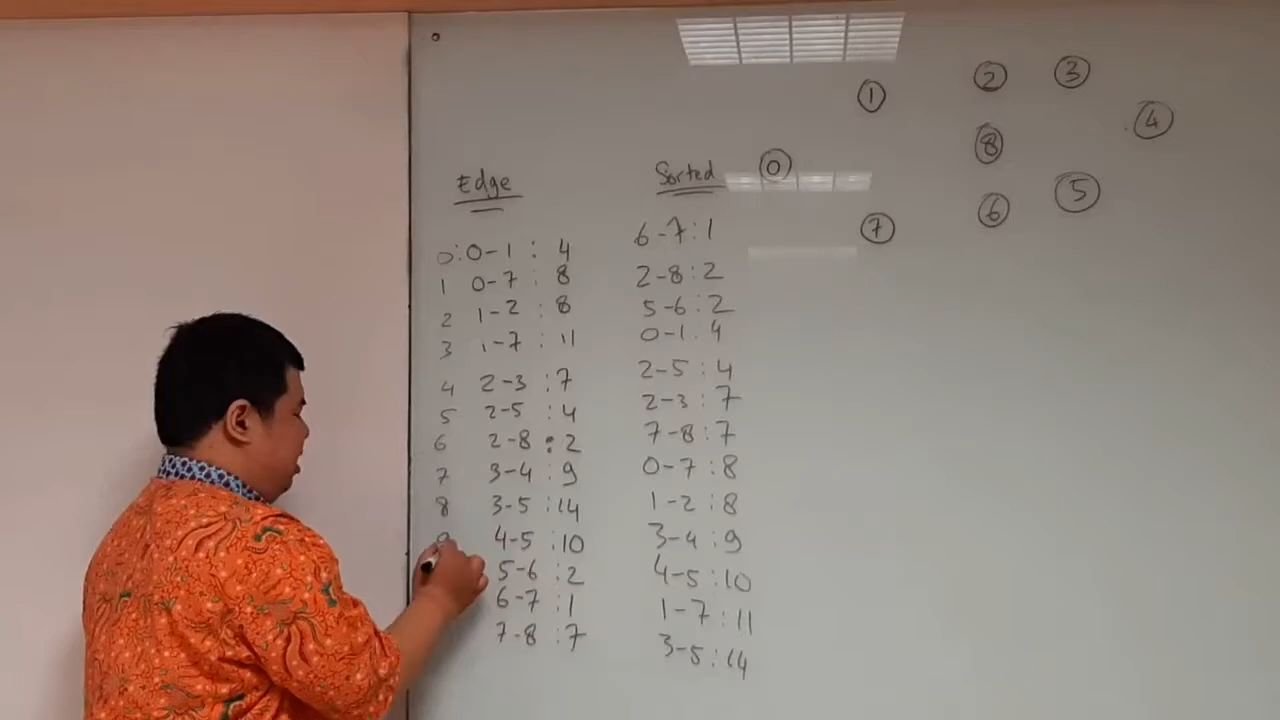 Edge
0:0-1 : 4
1 0-7 : 8
2 1-2 : 8
3 1-7 : 11
4 2-3 : 7
5 2-5 : 4
6 2-8 : 2
7 3-4 : 9
8 3-5 : 14
9 4-5 : 10
5-6 : 2
6-7 : 1
7-8 : 7
Sorted
6-7 : 1
2-8 : 2
5-6 : 2
0-1 : 4
2-5 : 4
2-3 : 7
7-8 : 7
0-7 : 8
1-2 : 8
3-4 : 9
4-5 : 10
1-7 : 11
3-5 : 14
1 2 3
4
8
0
5
6
7